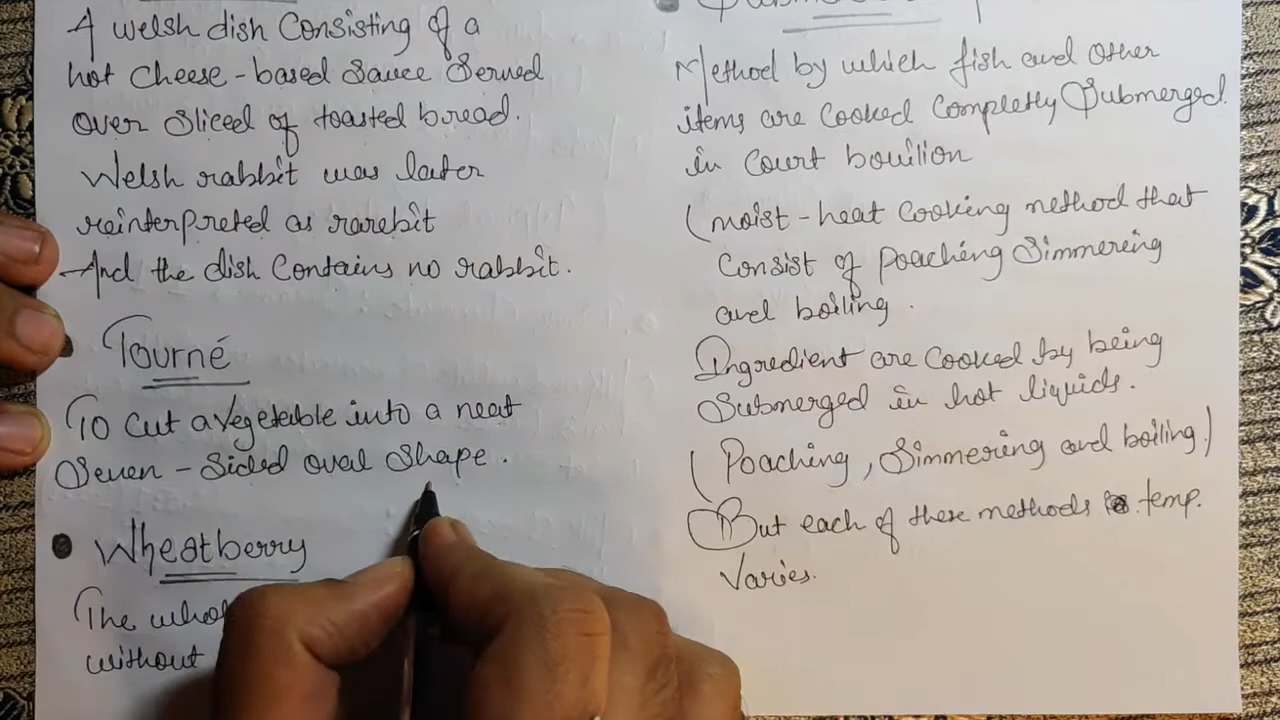 A welsh dish Consisting of a
hot cheese-based Sauce Served
over sliced of toasted bread.
Welsh rabbit was later
reinterpreted as rarebit
And the dish Contains no rabbit.
Tourné
To cut a vegetable into a neat
Seven-sided oval shape.
Wheatberry
The
without
Method by which fish and other
items are cooked Completly Submerged
in Court bouilion
(moist-heat cooking method that
Consist of Poaching Simmering
and boiling.
Ingredient are cooked by being
Submerged in hot liquids.
(Poaching, Simmering and boiling)
But each of these methods temp.
Varies.